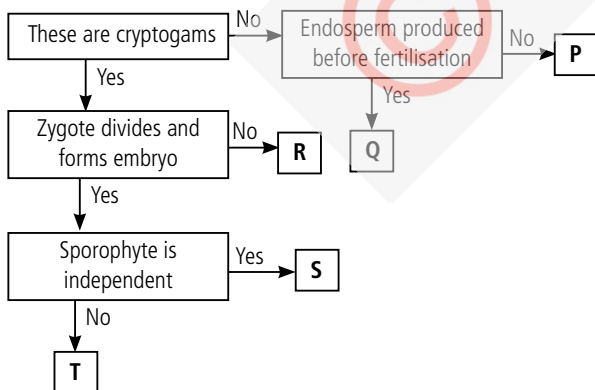 These are cryptogams
No
Endosperm produced
before fertilisation
No
P
Yes
Yes
Q
Zygote divides and
forms embryo
No
R
Yes
Sporophyte is
independent
Yes
S
No
T